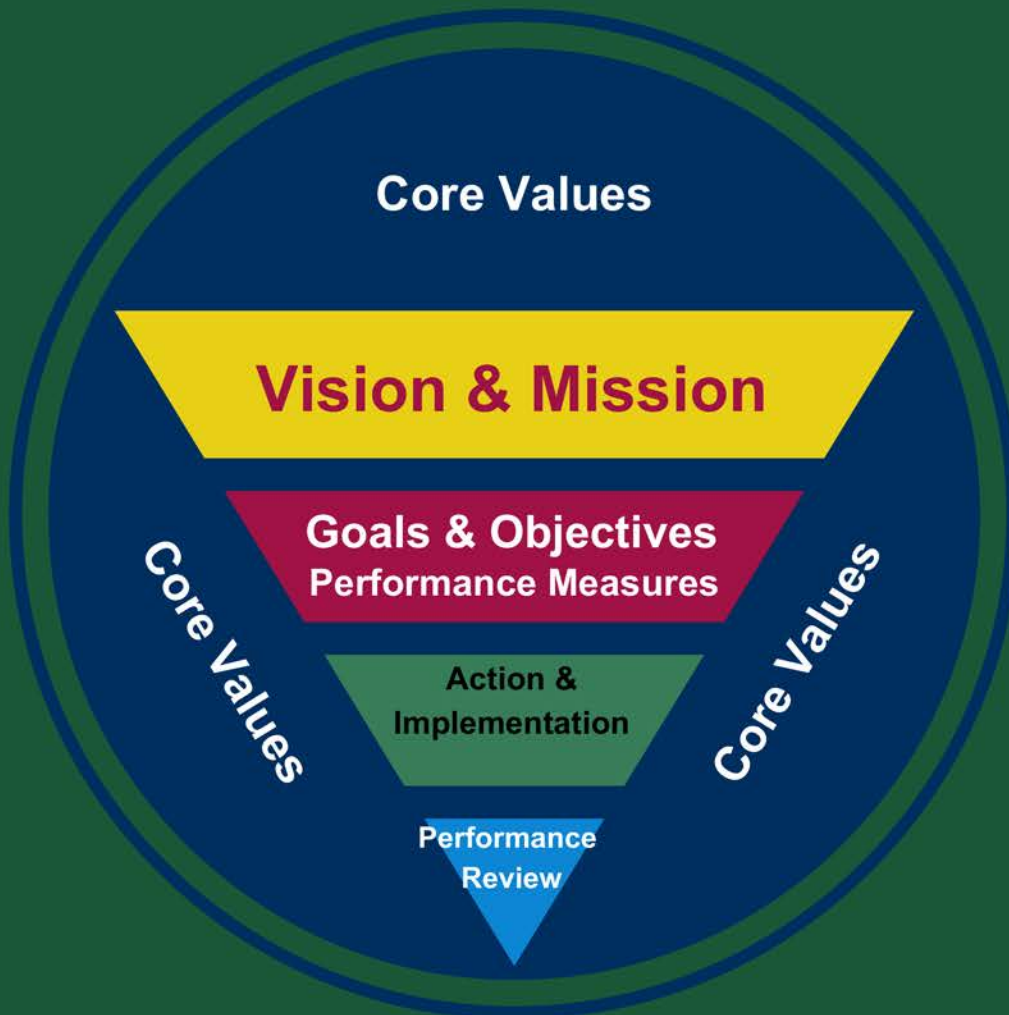 Core Values
Vision & Mission
Goals & Objectives
Performance Measures
Core Values
Core Values
Action &
Implementation
Performance
Review